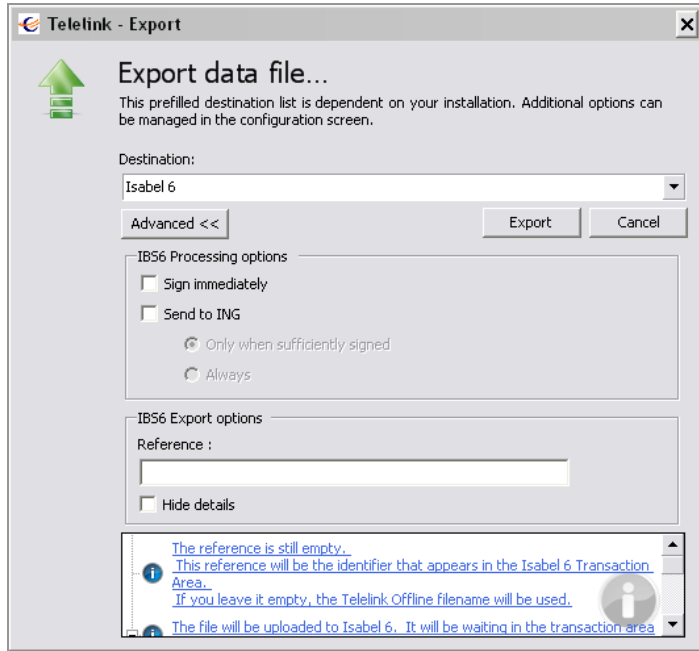 Telelink - Export
Export data file...
This prefilled destination list is dependent on your installation. Additional options can
be managed in the configuration screen.
Destination:
Isabel 6
Advanced <<
Export
Cancel
IBS6 Processing options
Sign immediately
Send to ING
Only when sufficiently signed
Always
IBS6 Export options
Reference :
Hide details
The reference is still empty.
This reference will be the identifier that appears in the Isabel 6 Transaction
Area.
If you leave it empty, the Telelink Offline filename will be used.
The file will be uploaded to Isabel 6. It will be waiting in the transaction area